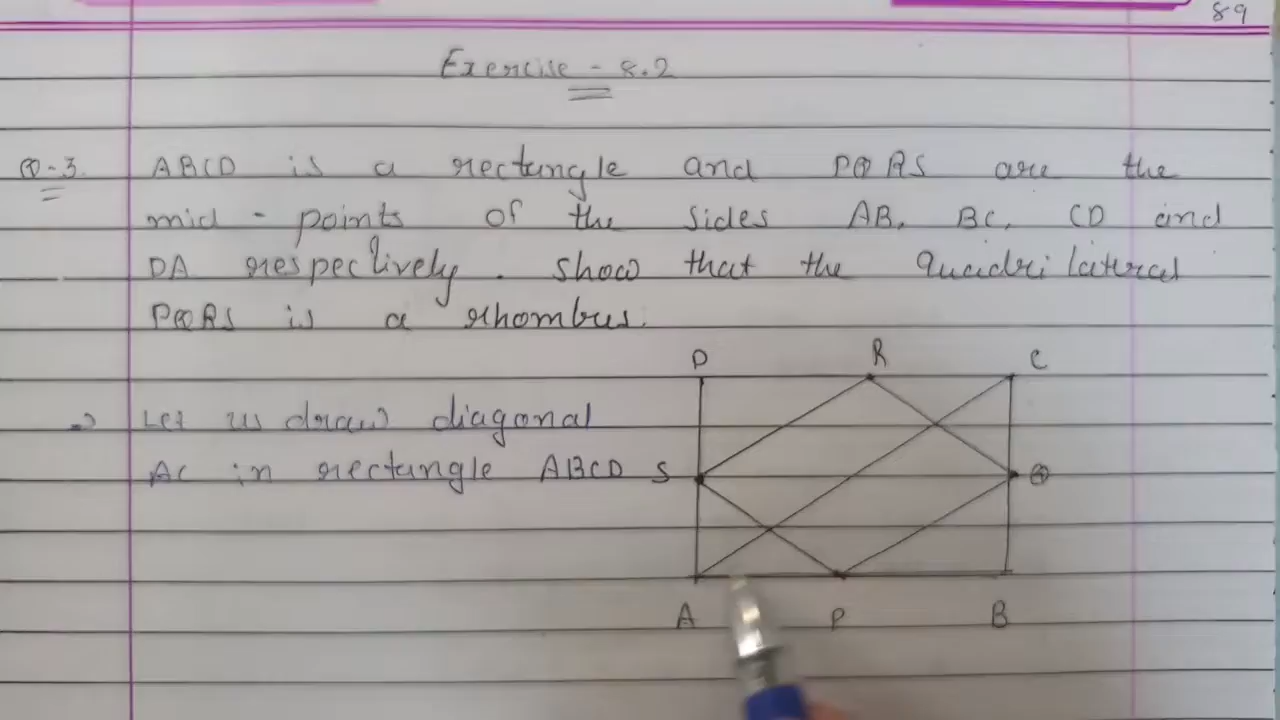 89
Exercise - 8.2
Q-3. ABCD is a rectangle and PQRS are the
mid-points of the sides AB, BC, CD and
DA respectively. show that the quadrilateral
PQRS is a rhombus.
D R C
→ Let us draw diagonal
AC in rectangle ABCD S Q
A P B